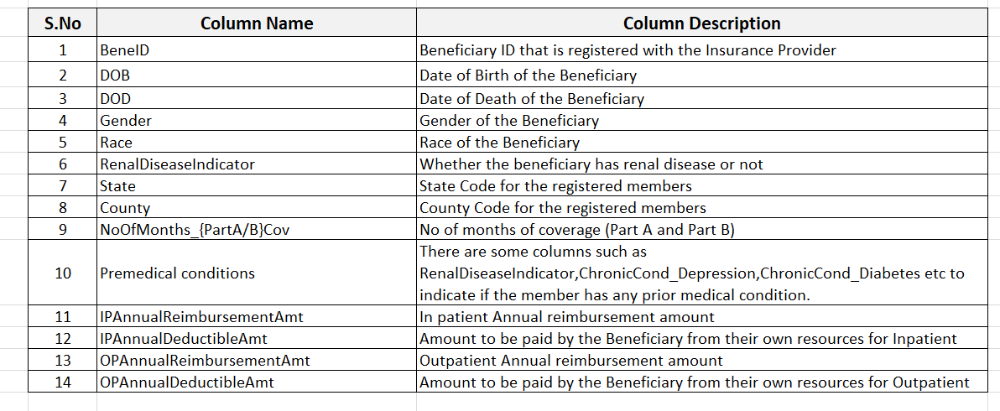 S.No Column Name Column Description
1 BeneID Beneficiary ID that is registered with the Insurance Provider
2 DOB Date of Birth of the Beneficiary
3 DOD Date of Death of the Beneficiary
4 Gender Gender of the Beneficiary
5 Race Race of the Beneficiary
6 RenalDiseaseIndicator Whether the beneficiary has renal disease or not
7 State State Code for the registered members
8 County County Code for the registered members
9 NoOfMonths_{PartA/B}Cov No of months of coverage (Part A and Part B)
10 Premedical conditions There are some columns such as
RenalDiseaseIndicator,ChronicCond_Depression,ChronicCond_Diabetes etc to
indicate if the member has any prior medical condition.
11 IPAnnualReimbursementAmt In patient Annual reimbursement amount
12 IPAnnualDeductibleAmt Amount to be paid by the Beneficiary from their own resources for Inpatient
13 OPAnnualReimbursementAmt Outpatient Annual reimbursement amount
14 OPAnnualDeductibleAmt Amount to be paid by the Beneficiary from their own resources for Outpatient